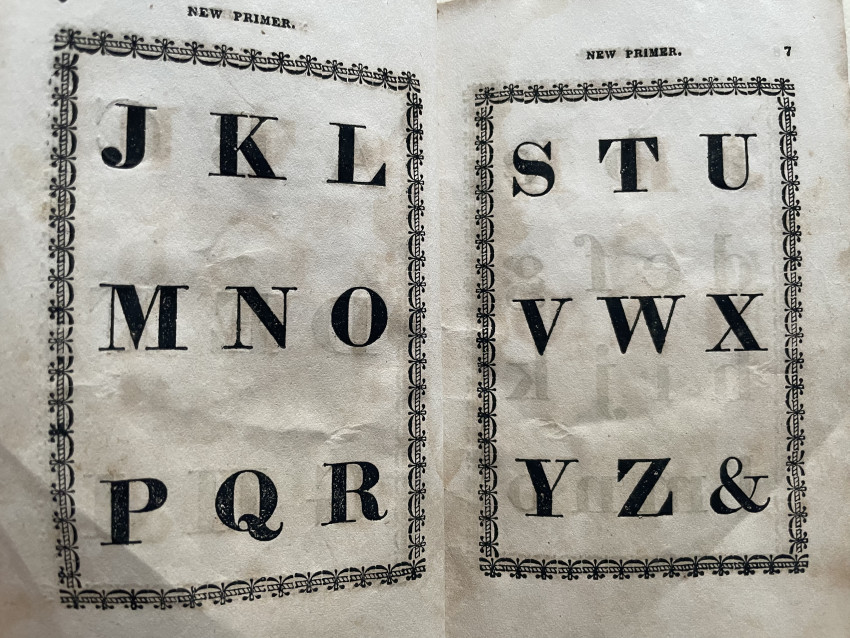 NEW PRIMER.
J K L
M N O
P Q R
NEW PRIMER. 7
S T U
V W X
Y Z &